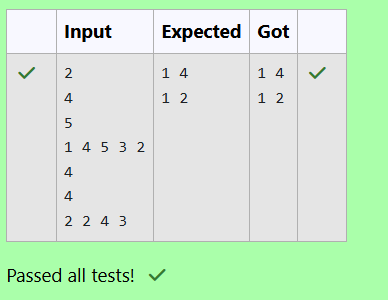 Input Expected Got
2 1 4 1 4
4 1 2 1 2
5
1 4 5 3 2
4
4
2 2 4 3
Passed all tests!